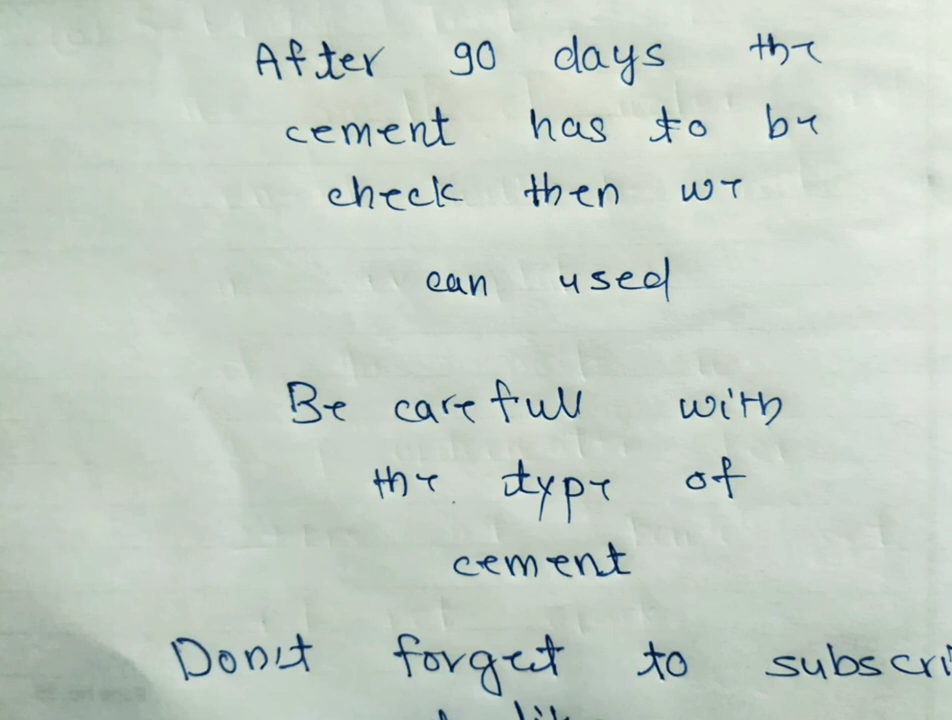 After 90 days the
cement has to be
check then we
can used
Be carefull with
the type of
cement
Don't forget to